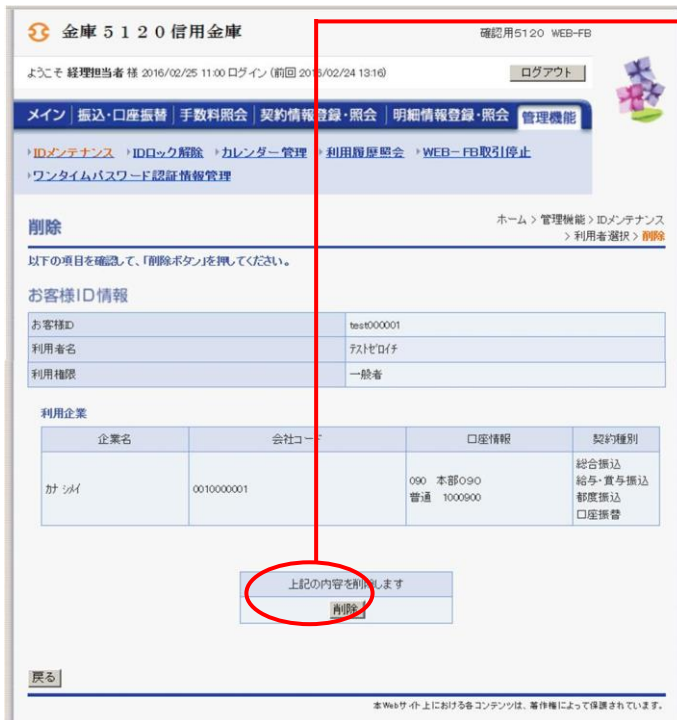 金庫5120信用金庫
確認用5120 WEB-FB
ようこそ 経理担当者 様 2016/02/25 11:00 ログイン (前回 2016/02/24 13:16)
ログアウト
メイン 振込・口座振替 手数料照会 契約情報登録・照会 明細情報登録・照会 管理機能
IDメンテナンス IDロック解除 カレンダー管理 利用履歴照会 WEB-FB取引停止
ワンタイムパスワード認証情報管理
削除
ホーム > 管理機能 > IDメンテナンス
> 利用者選択 > 削除
以下の項目を確認して、「削除ボタン」を押してください。
お客様ID情報
お客様ID test000001
利用者名 テストゼロイチ
利用権限 一般者
利用企業
企業名 会社コード 口座情報 契約種別
カナ シメイ 0010000001
090 本部090
普通 1000900
総合振込
給与・賞与振込
都度振込
口座振替
上記の内容を削除します
削除
戻る
本Webサイト上における各コンテンツは、著作権によって保護されています。